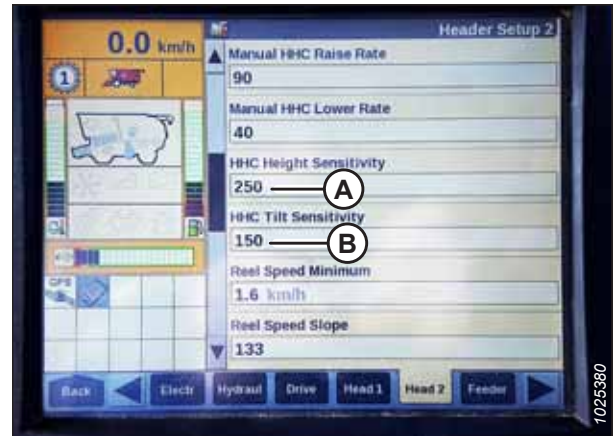 Header Setup 2
0.0 km/h
1
Manual HHC Raise Rate
90
Manual HHC Lower Rate
40
HHC Height Sensitivity
250
A
HHC Tilt Sensitivity
150
B
Reel Speed Minimum
1.6 km/h
Reel Speed Slope
133
GPS
Back
Electr
Hydraul
Drive
Head 1
Head 2
Feeder
1025380